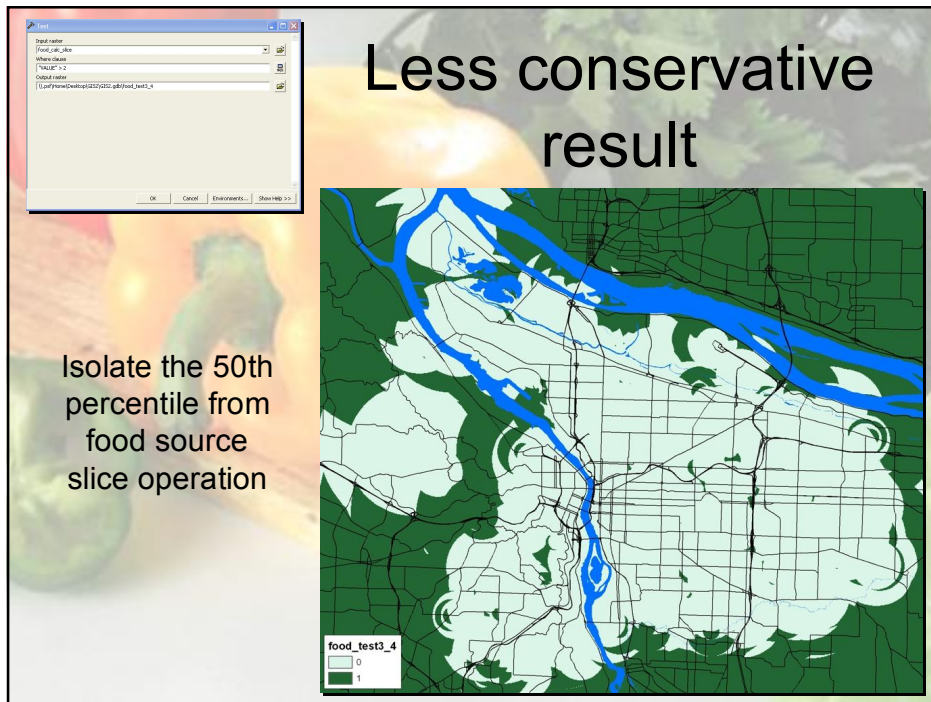 Test
Input raster
food_calc_slice
Where clause
"VALUE" > 2
Output raster
OK Cancel Environments... Show Help >>
Less conservative
result
Isolate the 50th
percentile from
food source
slice operation
food_test3_4
0
1